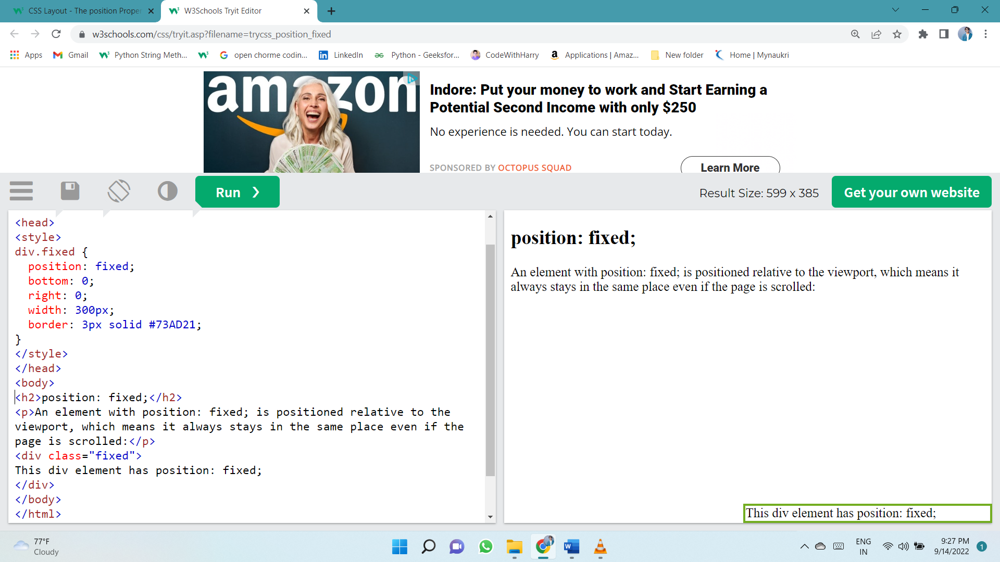 CSS Layout - The position Proper
W3Schools Tryit Editor
w3schools.com/css/tryit.asp?filename=trycss_position_fixed
Apps
Gmail
Python String Meth...
open chorme codin...
LinkedIn
Python - Geeksfor...
CodeWithHarry
Applications | Amaz...
New folder
Home | Mynaukri
amazon
Indore: Put your money to work and Start Earning a
Potential Second Income with only $250
No experience is needed. You can start today.
SPONSORED BY OCTOPUS SQUAD
Learn More
Run ❯
Result Size: 599 x 385
Get your own website
<head>
<style>
div.fixed {
  position: fixed;
  bottom: 0;
  right: 0;
  width: 300px;
  border: 3px solid #73AD21;
}
</style>
</head>
<body>
<h2>position: fixed;</h2>
<p>An element with position: fixed; is positioned relative to the
viewport, which means it always stays in the same place even if the
page is scrolled:</p>
<div class="fixed">
This div element has position: fixed;
</div>
</body>
</html>
position: fixed;
An element with position: fixed; is positioned relative to the viewport, which means it
always stays in the same place even if the page is scrolled:
This div element has position: fixed;
77°F
Cloudy
ENG
IN
9:27 PM
9/14/2022
1